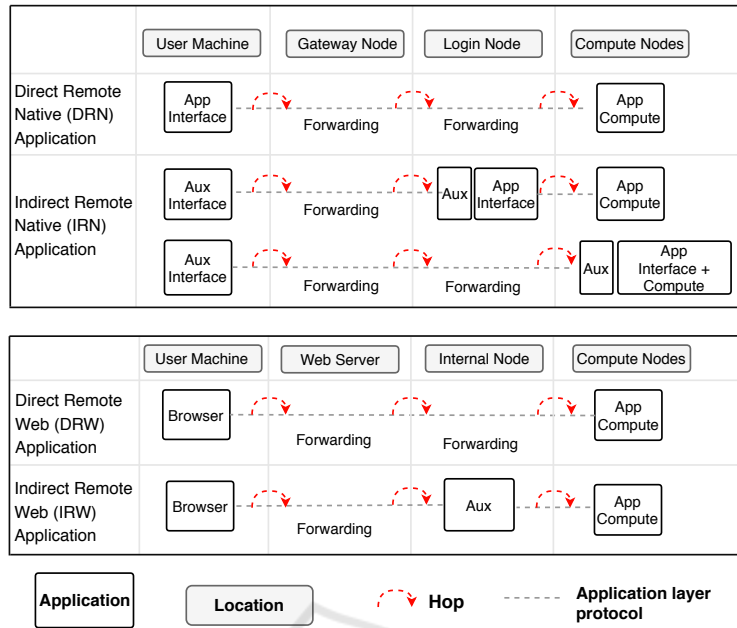 User Machine
Gateway Node
Login Node
Compute Nodes
Direct Remote
Native (DRN)
Application
App
Interface
Forwarding
Forwarding
App
Compute
Indirect Remote
Native (IRN)
Application
Aux
Interface
Forwarding
Aux
App
Interface
App
Compute
Aux
Interface
Forwarding
Forwarding
Aux
App
Interface +
Compute
User Machine
Web Server
Internal Node
Compute Nodes
Direct Remote
Web (DRW)
Application
Browser
Forwarding
Forwarding
App
Compute
Indirect Remote
Web (IRW)
Application
Browser
Forwarding
Aux
App
Compute
Application
Location
Hop
Application layer
protocol